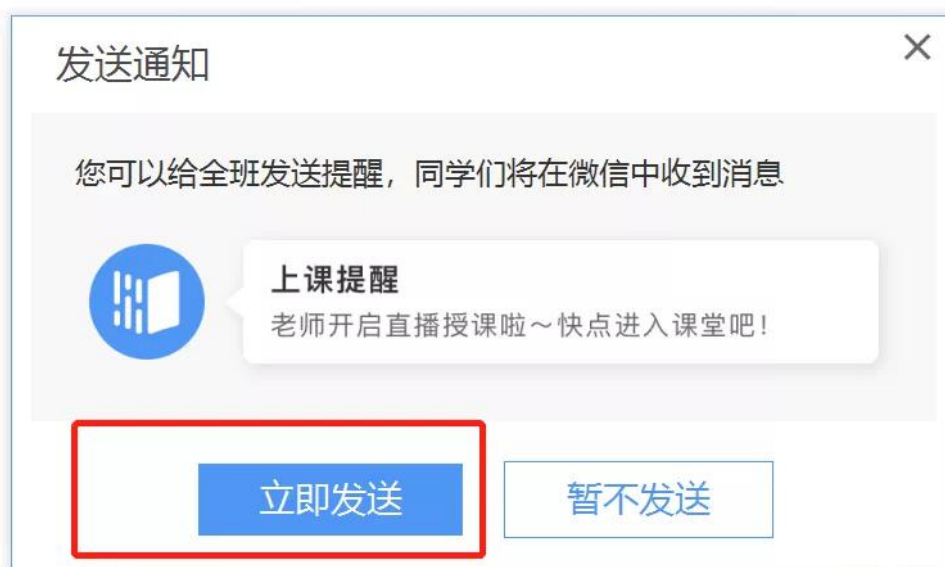 发送通知
您可以给全班发送提醒，同学们将在微信中收到消息
上课提醒
老师开启直播授课啦～快点进入课堂吧！
立即发送
暂不发送